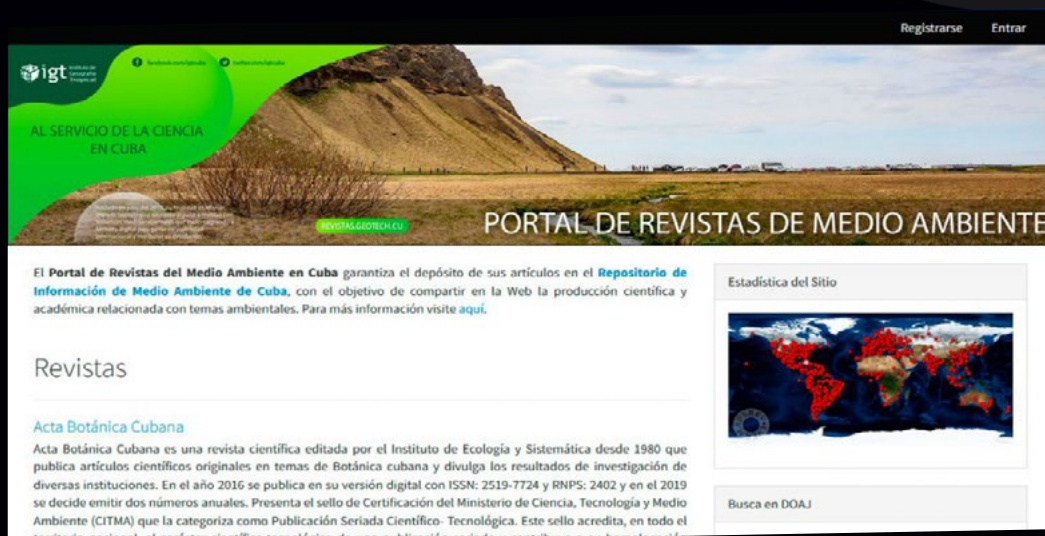 Registrarse Entrar
igt
AL SERVICIO DE LA CIENCIA
EN CUBA
REVISTAS.GEOTECH.CU
PORTAL DE REVISTAS DE MEDIO AMBIENTE
El Portal de Revistas del Medio Ambiente en Cuba garantiza el depósito de sus artículos en el Repositorio de
Información de Medio Ambiente de Cuba, con el objetivo de compartir en la Web la producción científica y
académica relacionada con temas ambientales. Para más información visite aquí.
Revistas
Acta Botánica Cubana
Acta Botánica Cubana es una revista científica editada por el Instituto de Ecología y Sistemática desde 1980 que
publica artículos científicos originales en temas de Botánica cubana y divulga los resultados de investigación de
diversas instituciones. En el año 2016 se publica en su versión digital con ISSN: 2519-7724 y RNPS: 2402 y en el 2019
se decide emitir dos números anuales. Presenta el sello de Certificación del Ministerio de Ciencia, Tecnología y Medio
Ambiente (CITMA) que la categoriza como Publicación Seriada Científico- Tecnológica. Este sello acredita, en todo el
Estadística del Sitio
Busca en DOAJ